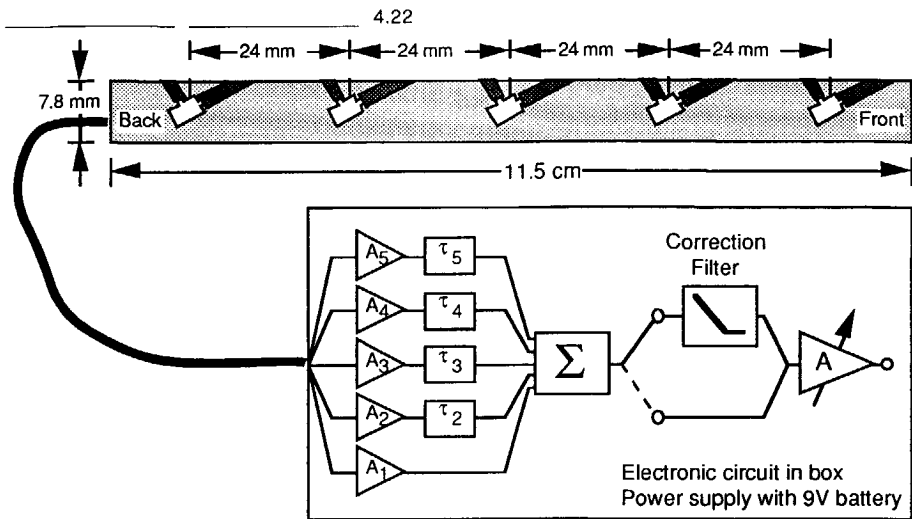 4.22
24 mm 24 mm 24 mm 24 mm
7.8 mm
Back
Front
11.5 cm
A5 τ5
A4 τ4
A3 τ3
A2 τ2
A1
Σ
Correction
Filter
A
Electronic circuit in box
Power supply with 9V battery